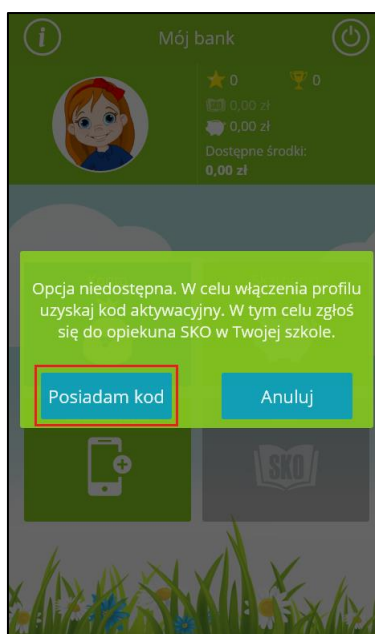 Mój bank
0 0
0,00 zł
0,00 zł
Dostępne środki:
0,00 zł
Opcja niedostępna. W celu włączenia profilu
uzyskaj kod aktywacyjny. W tym celu zgłoś
się do opiekuna SKO w Twojej szkole.
Posiadam kod Anuluj
SKO